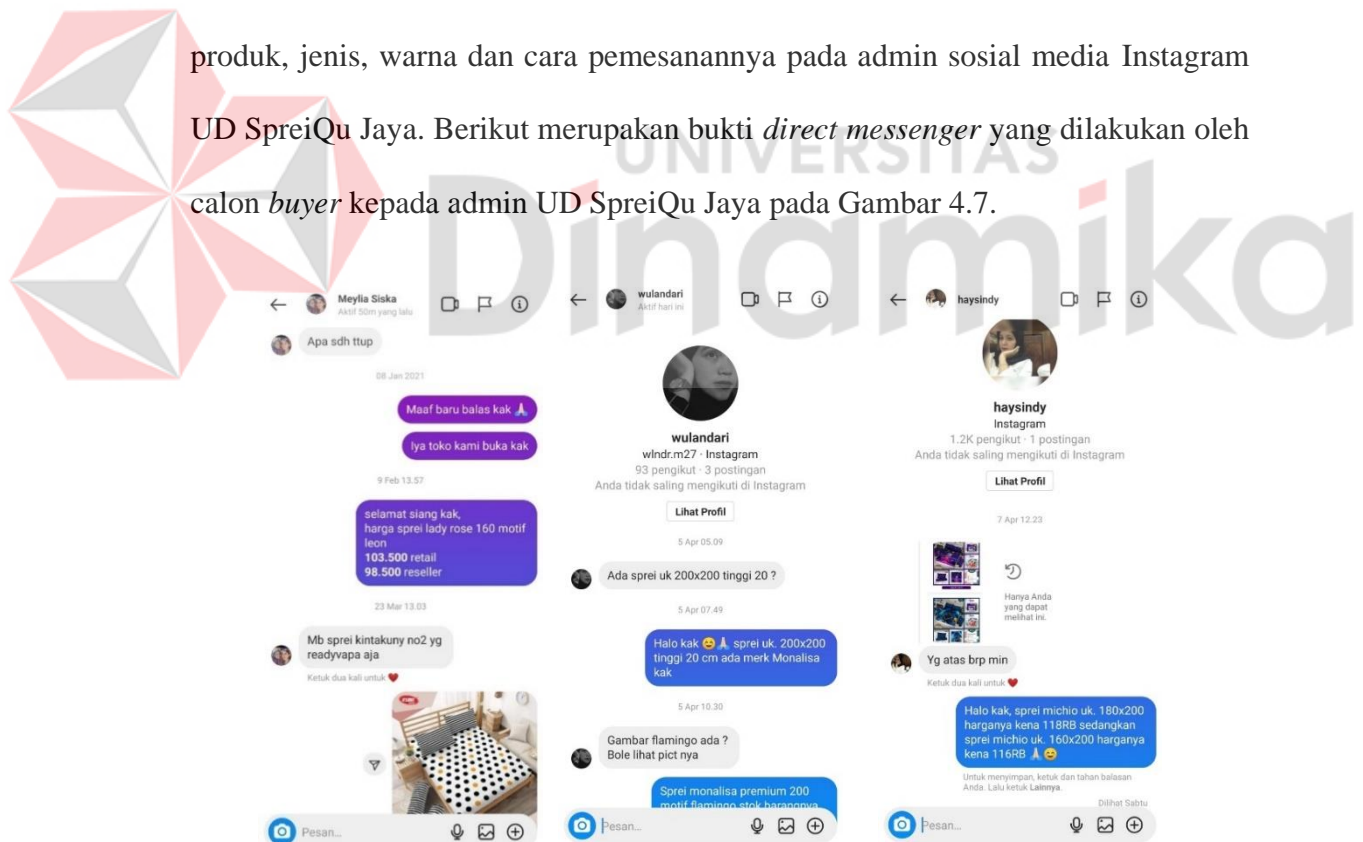 produk, jenis, warna dan cara pemesanannya pada admin sosial media Instagram
UD SpreiQu Jaya. Berikut merupakan bukti direct messenger yang dilakukan oleh
calon buyer kepada admin UD SpreiQu Jaya pada Gambar 4.7.
UNIVERSITAS
Dinamika
Meylia Siska
Aktif 50m yang lalu
Apa sdh ttup
08 Jan 2021
Maaf baru balas kak 🙏
Iya toko kami buka kak
9 Feb 13.57
selamat siang kak,
harga sprei lady rose 160 motif
leon
103.500 retail
98.500 reseller
23 Mar 13.03
Mb sprei kintakuny no2 yg
readyvapa aja
Ketuk dua kali untuk ❤️
Pesan...
wulandari
Aktif hari ini
wulandari
wlndr.m27 · Instagram
93 pengikut · 3 postingan
Anda tidak saling mengikuti di Instagram
Lihat Profil
5 Apr 05.09
Ada sprei uk 200x200 tinggi 20 ?
5 Apr 07.49
Halo kak 😊🙏 sprei uk. 200x200
tinggi 20 cm ada merk Monalisa
kak
5 Apr 10.30
Gambar flamingo ada ?
Bole lihat pict nya
Sprei monalisa premium 200
motif flamingo stok barangnya
Pesan...
haysindy
haysindy
Instagram
1.2K pengikut · 1 postingan
Anda tidak saling mengikuti di Instagram
Lihat Profil
7 Apr 12.23
Hanya Anda
yang dapat
melihat ini.
Yg atas brp min
Ketuk dua kali untuk ❤️
Halo kak, sprei michio uk. 180x200
harganya kena 118RB sedangkan
sprei michio uk. 160x200 harganya
kena 116RB 🙏😊
Untuk menyimpan, ketuk dan tahan balasan
Anda. Lalu ketuk Lainnya.
Dilihat Sabtu
Pesan...